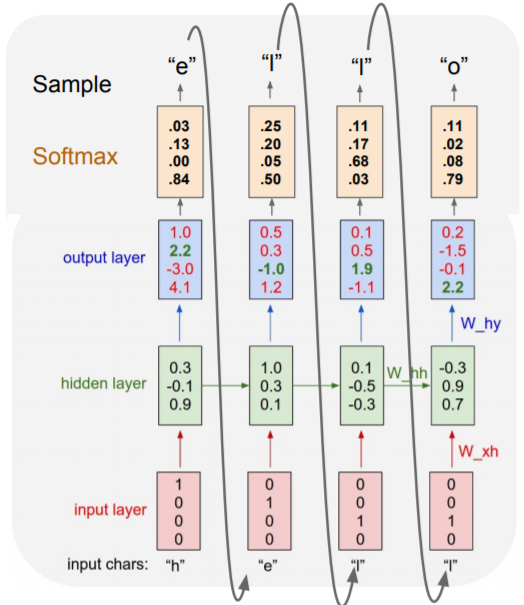 “e” “l” “l” “o”
Sample
Softmax
.03 .25 .11 .11
.13 .20 .17 .02
.00 .05 .68 .08
.84 .50 .03 .79
output layer
1.0 0.5 0.1 0.2
2.2 0.3 0.5 -1.5
-3.0 -1.0 1.9 -0.1
4.1 1.2 -1.1 2.2
W_hy
hidden layer
0.3 1.0 0.1 -0.3
-0.1 0.3 -0.5 0.9
0.9 0.1 -0.3 0.7
W_hh
W_xh
input layer
1 0 0 0
0 1 0 0
0 0 1 1
0 0 0 0
input chars: “h” “e” “l” “l”